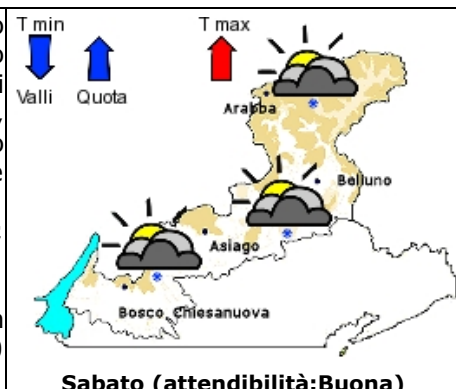 T min
T max
Valli
Quota
Arabba
Belluno
Asiago
Bosco Chiesanuova
Sabato (attendibilità:Buona)